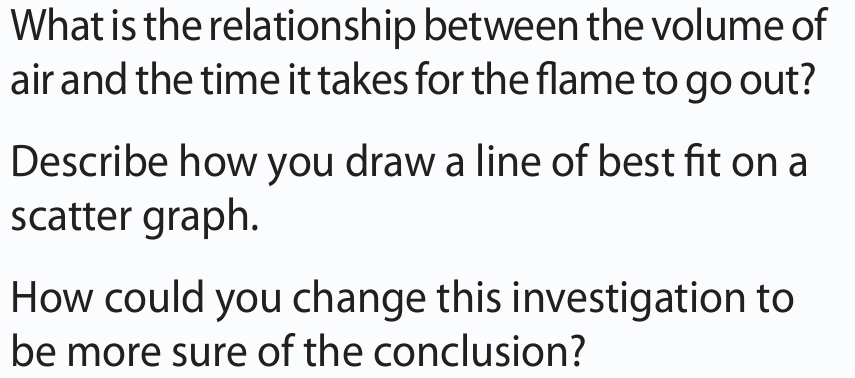 What is the relationship between the volume of
air and the time it takes for the flame to go out?
Describe how you draw a line of best fit on a
scatter graph.
How could you change this investigation to
be more sure of the conclusion?